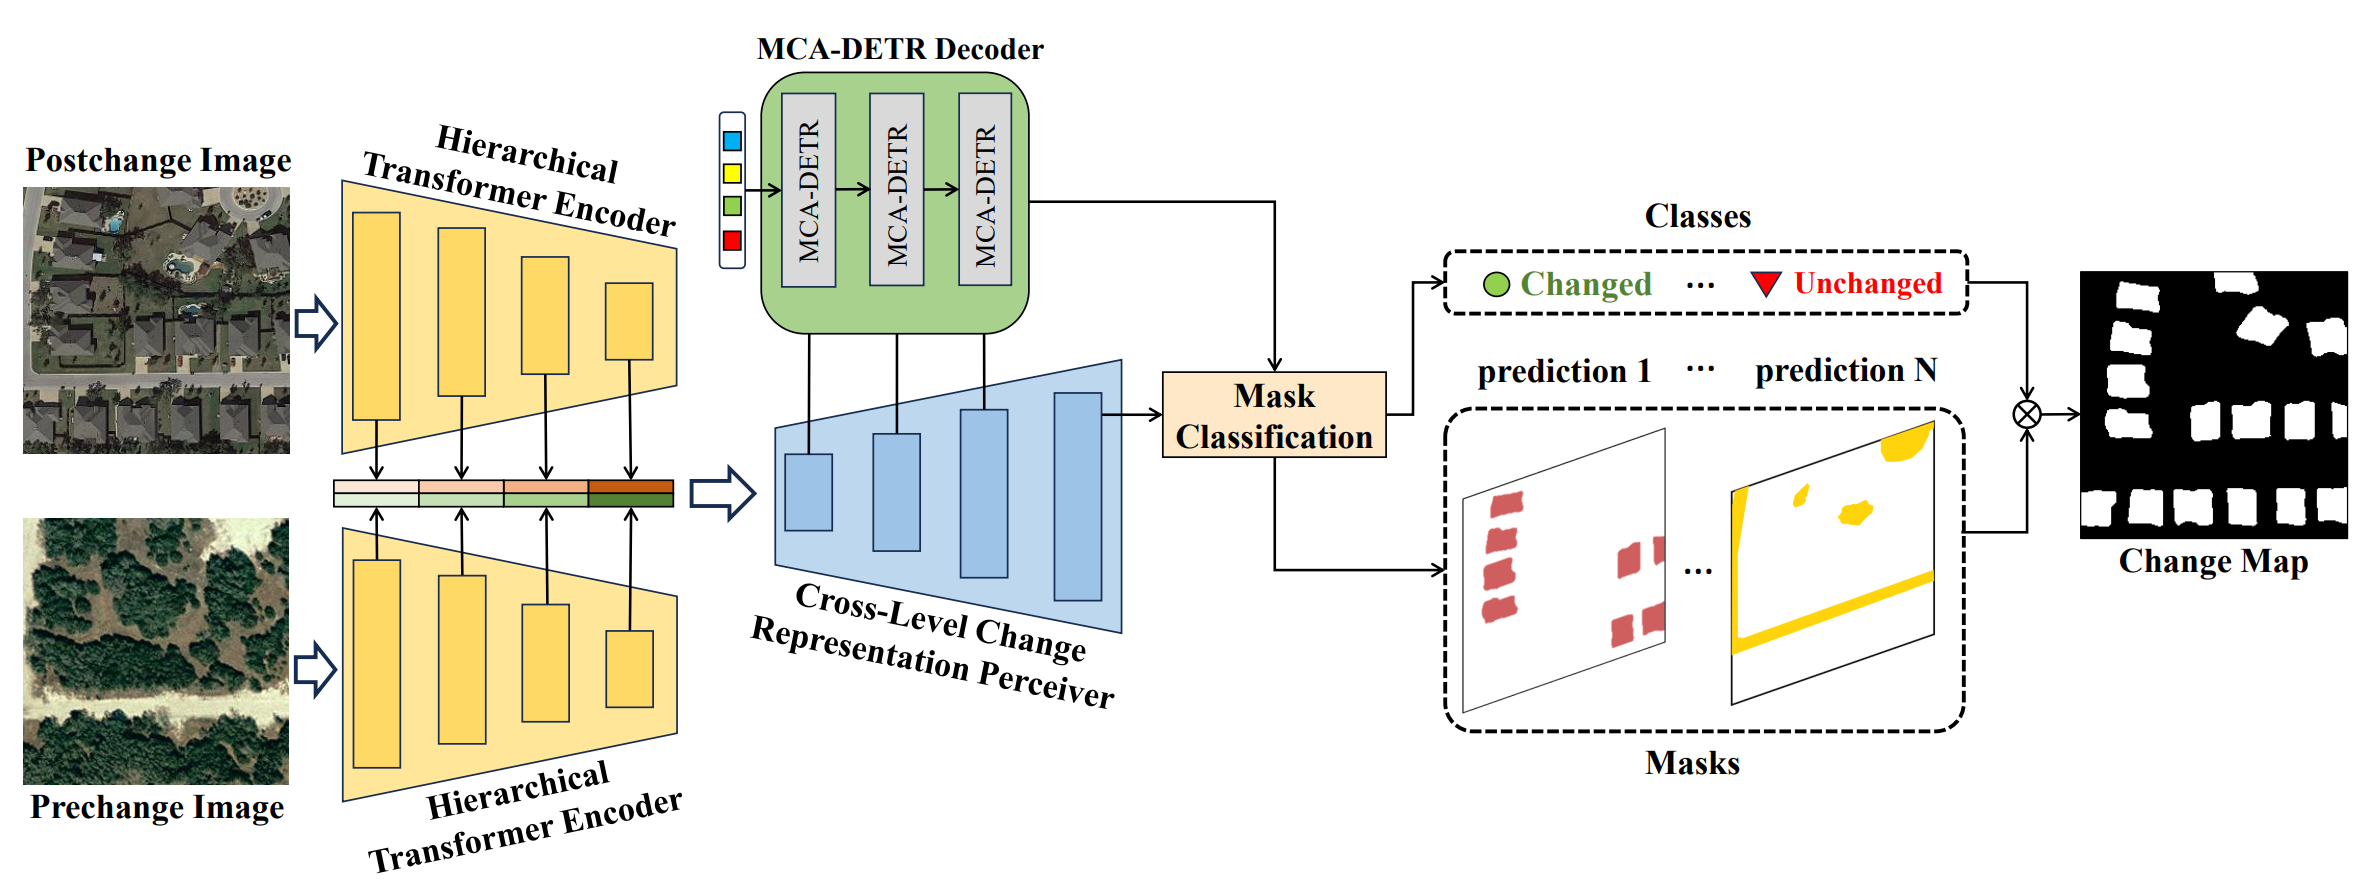 MCA-DETR Decoder
Postchange Image
Hierarchical
Transformer Encoder
MCA-DETR
MCA-DETR
MCA-DETR
Classes
Changed
...
Unchanged
prediction 1
...
prediction N
Mask
Classification
...
Change Map
Cross-Level Change
Representation Perceiver
Masks
Prechange Image
Hierarchical
Transformer Encoder